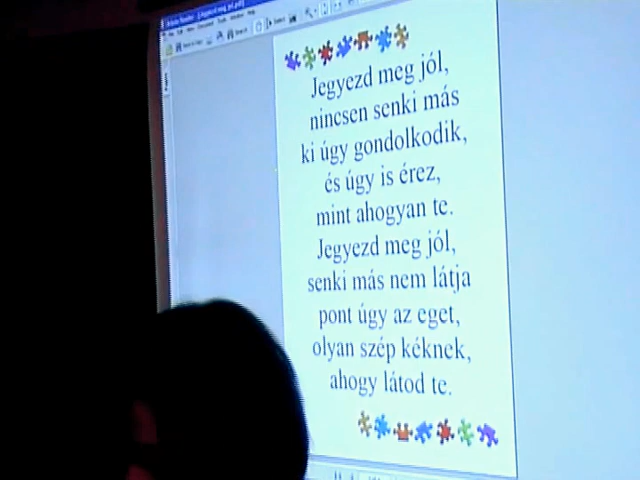 Jegyezd meg jól,
nincsen senki más
ki úgy gondolkodik,
és úgy is érez,
mint ahogyan te.
Jegyezd meg jól,
senki más nem látja
pont úgy az eget,
olyan szép kéknek,
ahogy látod te.